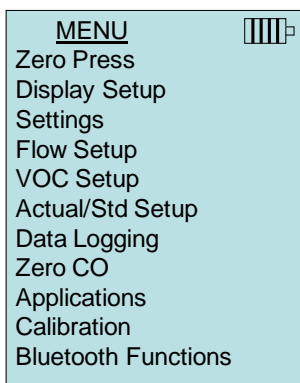 MENU
Zero Press
Display Setup
Settings
Flow Setup
VOC Setup
Actual/Std Setup
Data Logging
Zero CO
Applications
Calibration
Bluetooth Functions